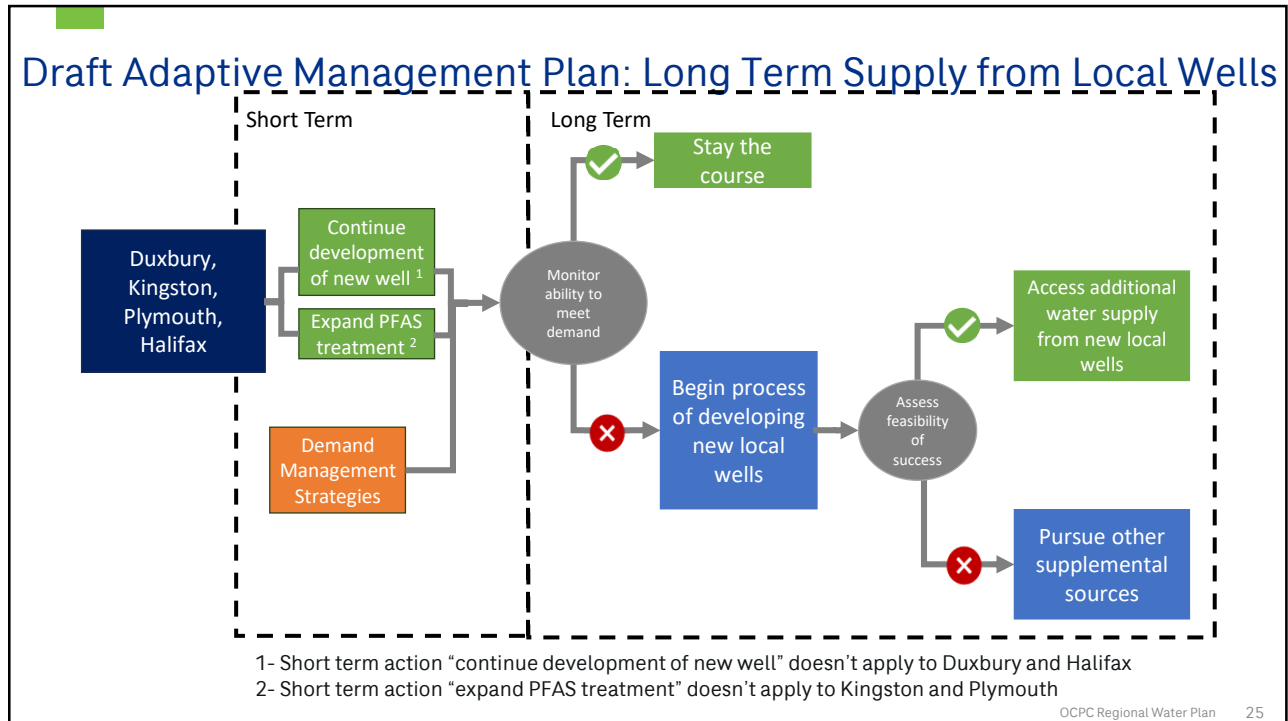 Draft Adaptive Management Plan: Long Term Supply from Local Wells
Short Term
Long Term
Duxbury,
Kingston,
Plymouth,
Halifax
Continue
development
of new well 1
Expand PFAS
treatment 2
Demand
Management
Strategies
Monitor
ability to
meet
demand
Stay the
course
Begin process
of developing
new local
wells
Assess
feasibility
of
success
Access additional
water supply
from new local
wells
Pursue other
supplemental
sources
1- Short term action “continue development of new well” doesn’t apply to Duxbury and Halifax
2- Short term action “expand PFAS treatment” doesn’t apply to Kingston and Plymouth
OCPC Regional Water Plan 25